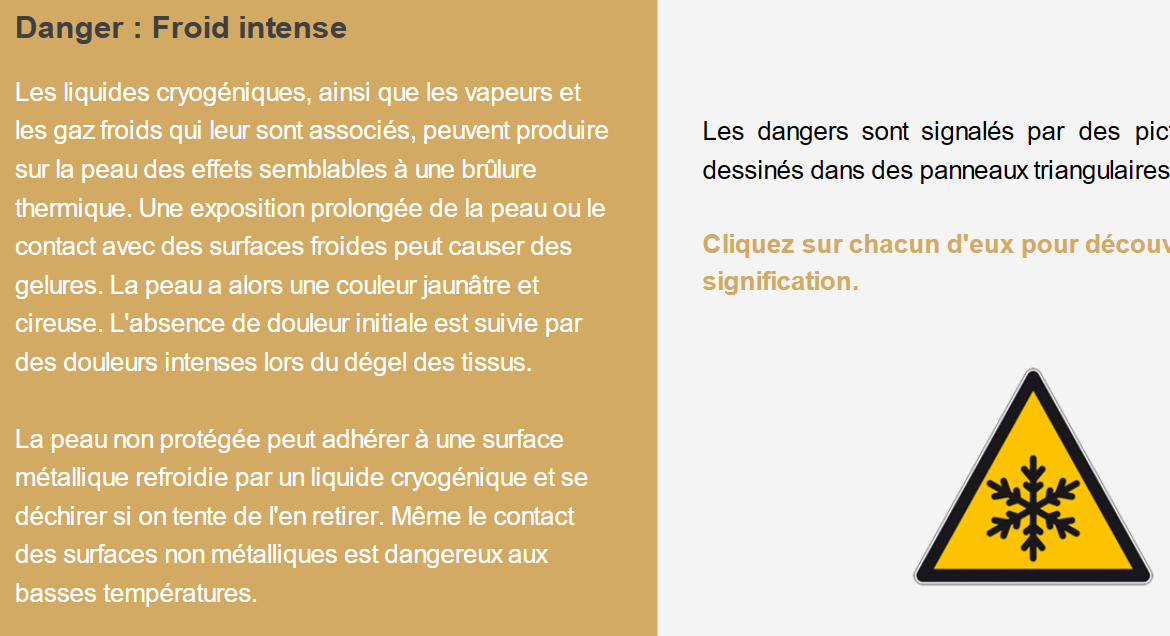 Danger : Froid intense
Les liquides cryogéniques, ainsi que les vapeurs et
les gaz froids qui leur sont associés, peuvent produire
sur la peau des effets semblables à une brûlure
thermique. Une exposition prolongée de la peau ou le
contact avec des surfaces froides peut causer des
gelures. La peau a alors une couleur jaunâtre et
cireuse. L'absence de douleur initiale est suivie par
des douleurs intenses lors du dégel des tissus.
La peau non protégée peut adhérer à une surface
métallique refroidie par un liquide cryogénique et se
déchirer si on tente de l'en retirer. Même le contact
des surfaces non métalliques est dangereux aux
basses températures.
Les dangers sont signalés par des
dessinés dans des panneaux triangulaires
Cliquez sur chacun d'eux pour
signification.